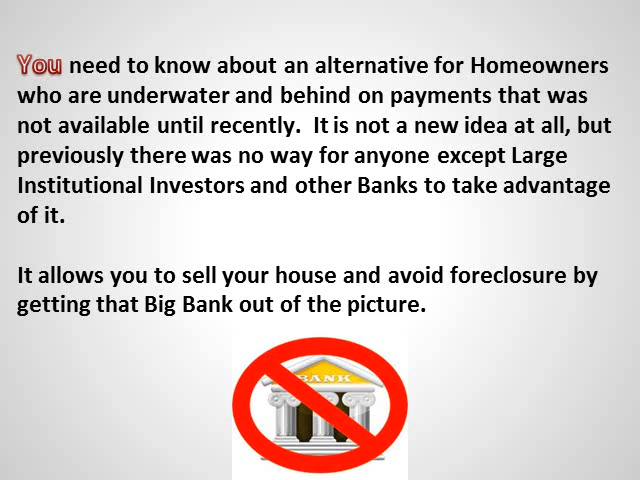 You need to know about an alternative for Homeowners
who are underwater and behind on payments that was
not available until recently.  It is not a new idea at all, but
previously there was no way for anyone except Large
Institutional Investors and other Banks to take advantage
of it.
It allows you to sell your house and avoid foreclosure by
getting that Big Bank out of the picture.
BANK